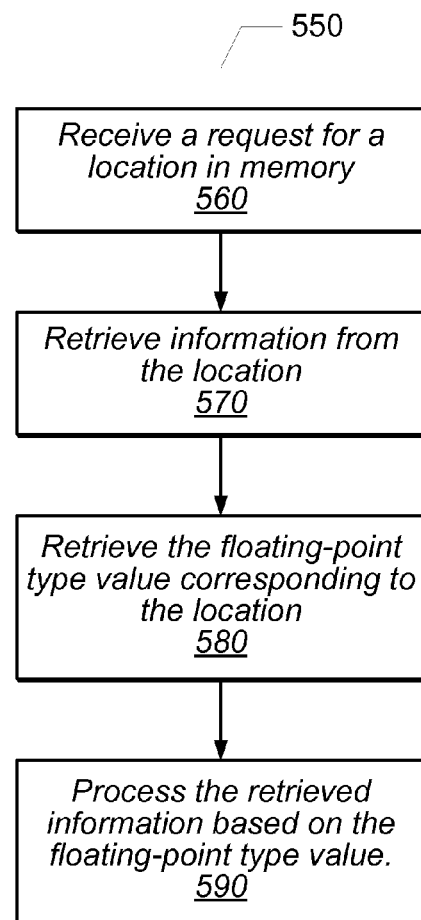 550
Receive a request for a
location in memory
560
Retrieve information from
the location
570
Retrieve the floating-point
type value corresponding to
the location
580
Process the retrieved
information based on the
floating-point type value.
590